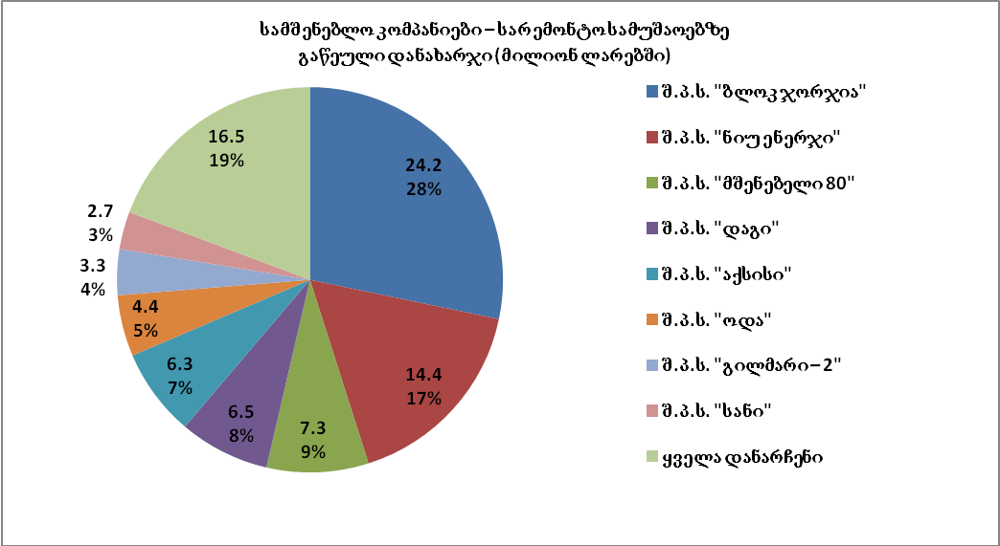 სამშენებლო კომპანიები – სარემონტო სამუშაოებზე
გაწეული დანახარჯი (მილიონ ლარებში)
24.2
28%
14.4
17%
7.3
9%
6.5
8%
6.3
7%
4.4
5%
3.3
4%
2.7
3%
16.5
19%
შ.პ.ს. "ბლოკ ჯორჯია"
შ.პ.ს. "ნიუ ენერჯი"
შ.პ.ს. "მშენებელი 80"
შ.პ.ს. "დაგი"
შ.პ.ს. "აქსისი"
შ.პ.ს. "ოდა"
შ.პ.ს. "გილმარი – 2"
შ.პ.ს. "სანი"
ყველა დანარჩენი